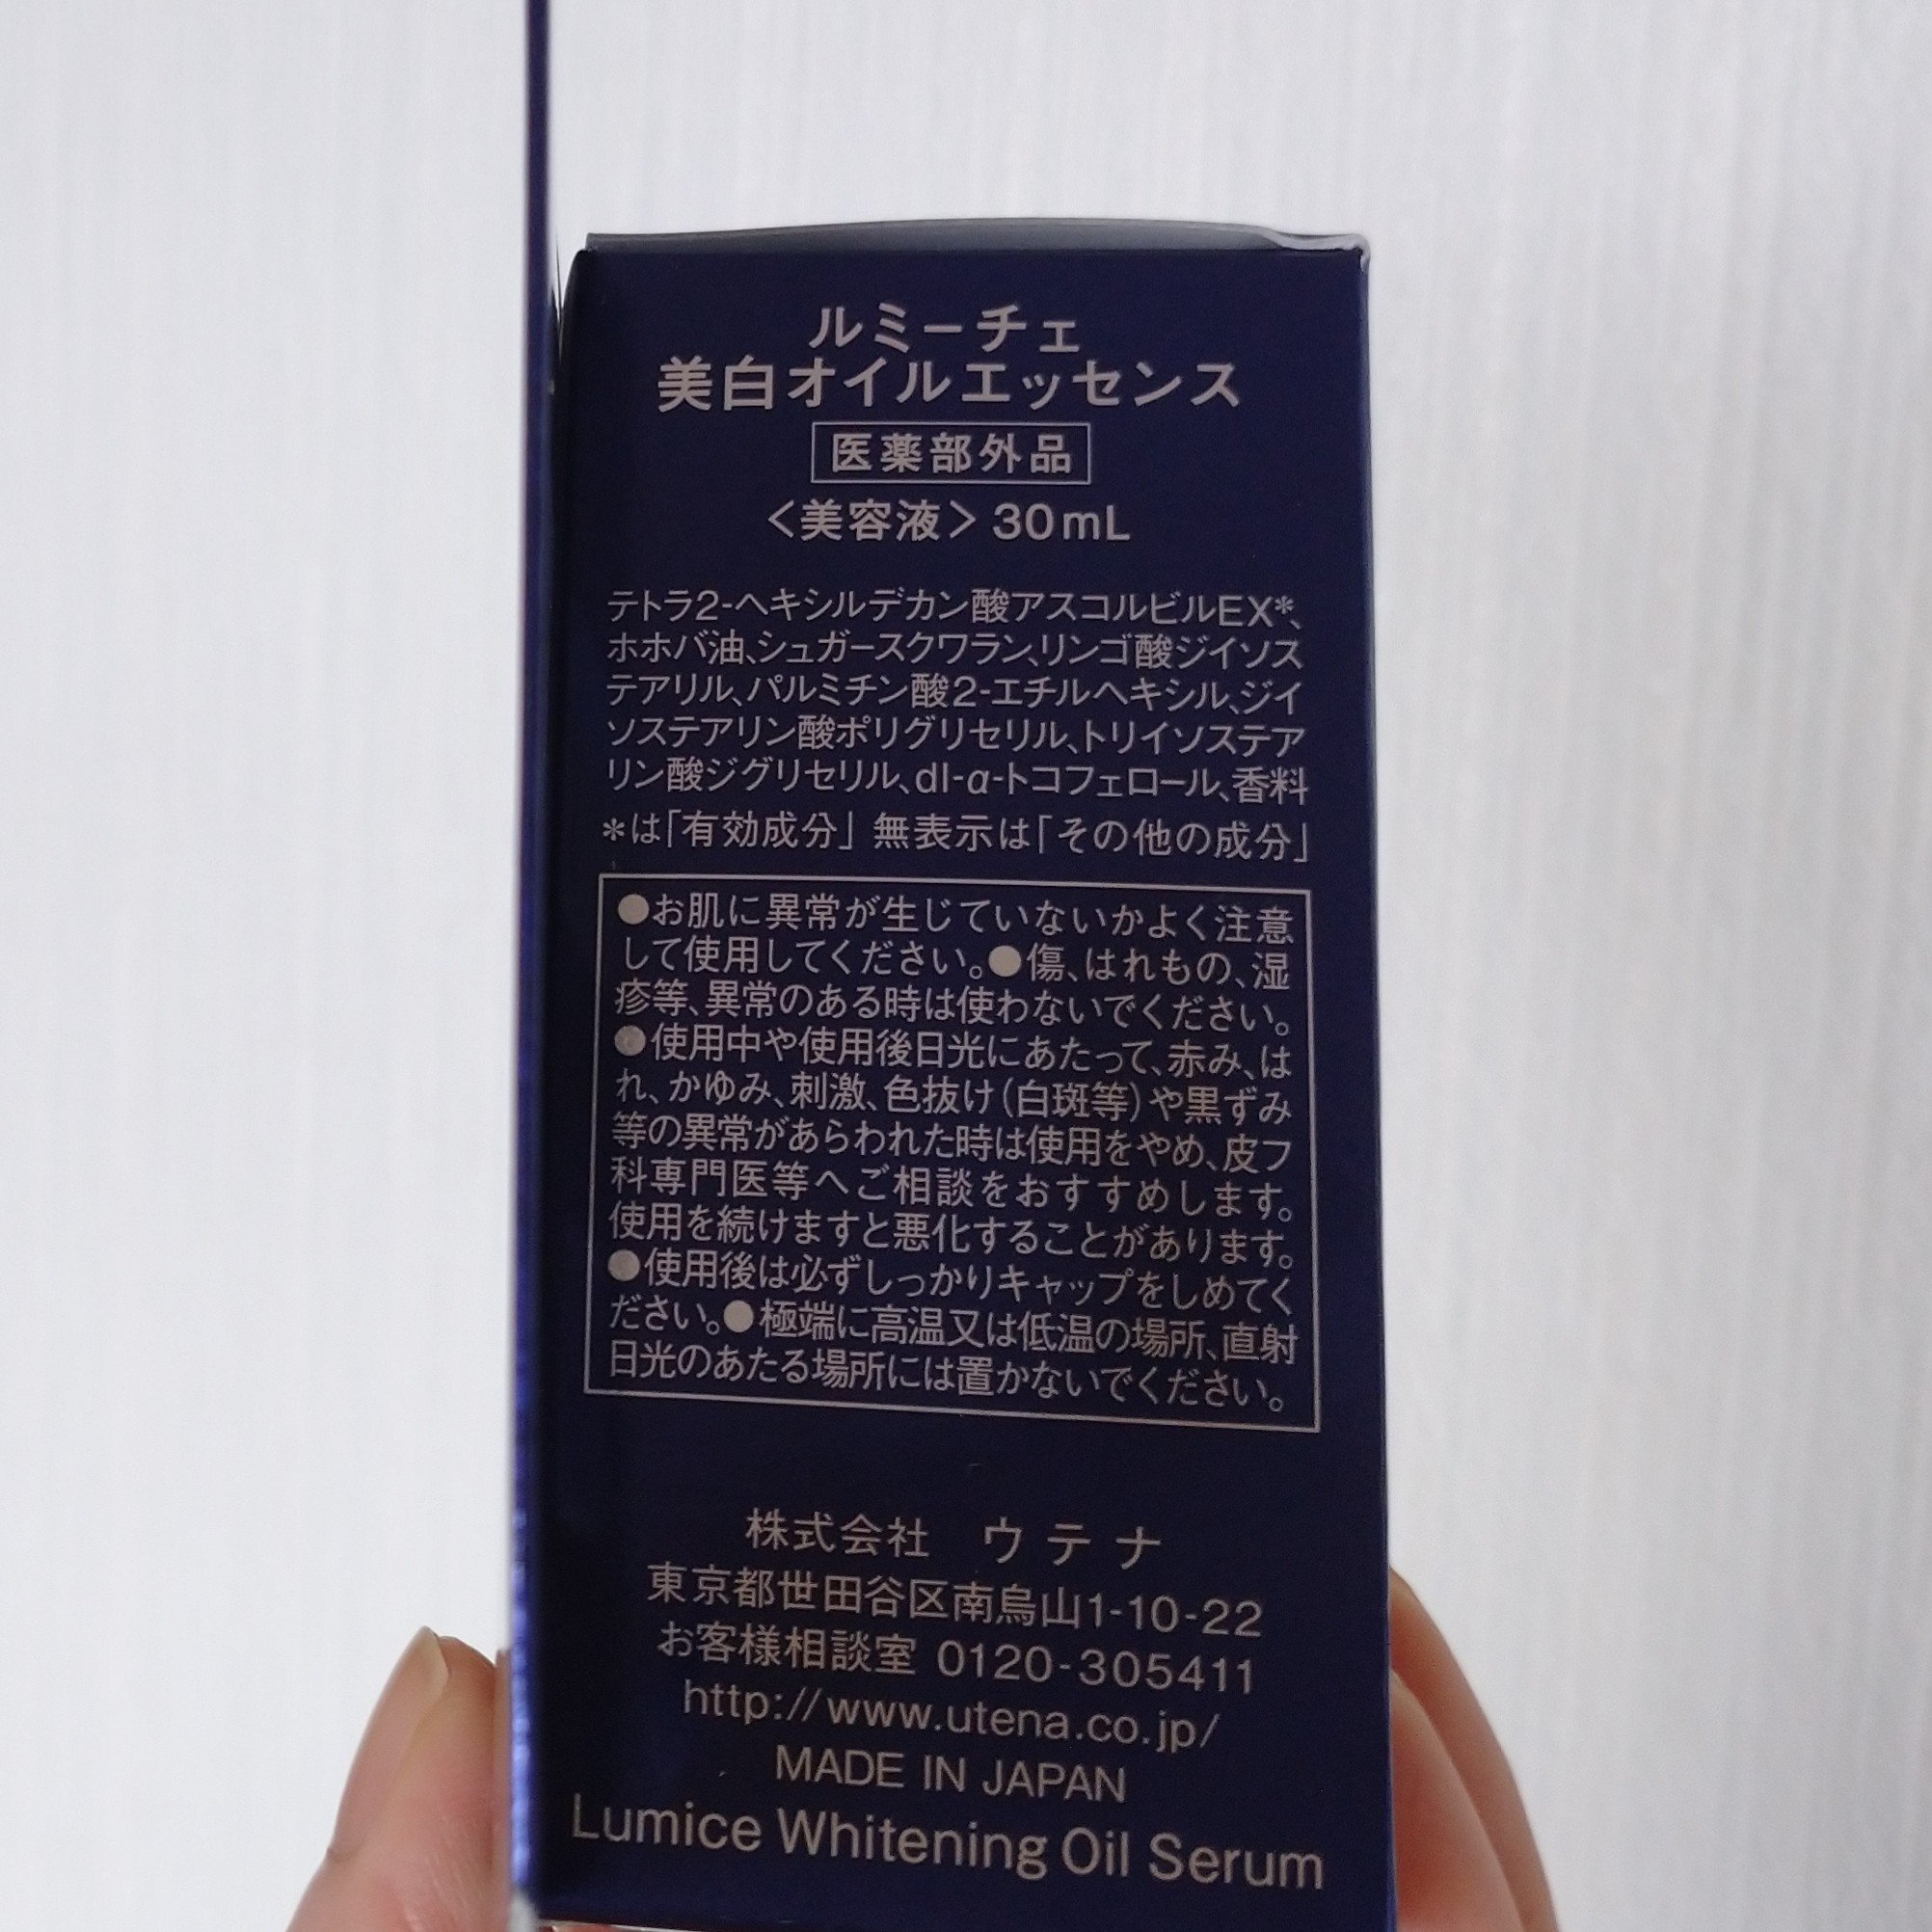 ルミーチェ
美白オイルエッセンス
医薬部外品
〈美容液〉30mL
テトラ2-ヘキシルデカン酸アスコルビルEX*、
ホホバ油、シュガースクワラン、リンゴ酸ジイソス
テアリル、パルミチン酸2-エチルヘキシル、ジイ
ソステアリン酸ポリグリセリル、トリイソステア
リン酸ジグリセリル、dl-α-トコフェロール、香料
*は「有効成分」 無表示は「その他の成分」
●お肌に異常が生じていないかよく注意
して使用してください。●傷、はれもの、湿
疹等、異常のある時は使わないでください。
●使用中や使用後日光にあたって、赤み、は
れ、かゆみ、刺激、色抜け(白斑等)や黒ずみ
等の異常があらわれた時は使用をやめ、皮フ
科専門医等へご相談をおすすめします。
使用を続けますと悪化することがあります。
●使用後は必ずしっかりキャップをしめてく
ださい。●極端に高温又は低温の場所、直射
日光のあたる場所には置かないでください。
株式会社 ウテナ
東京都世田谷区南烏山1-10-22
お客様相談室 0120-305411
http://www.utena.co.jp/
MADE IN JAPAN
Lumice Whitening Oil Serum